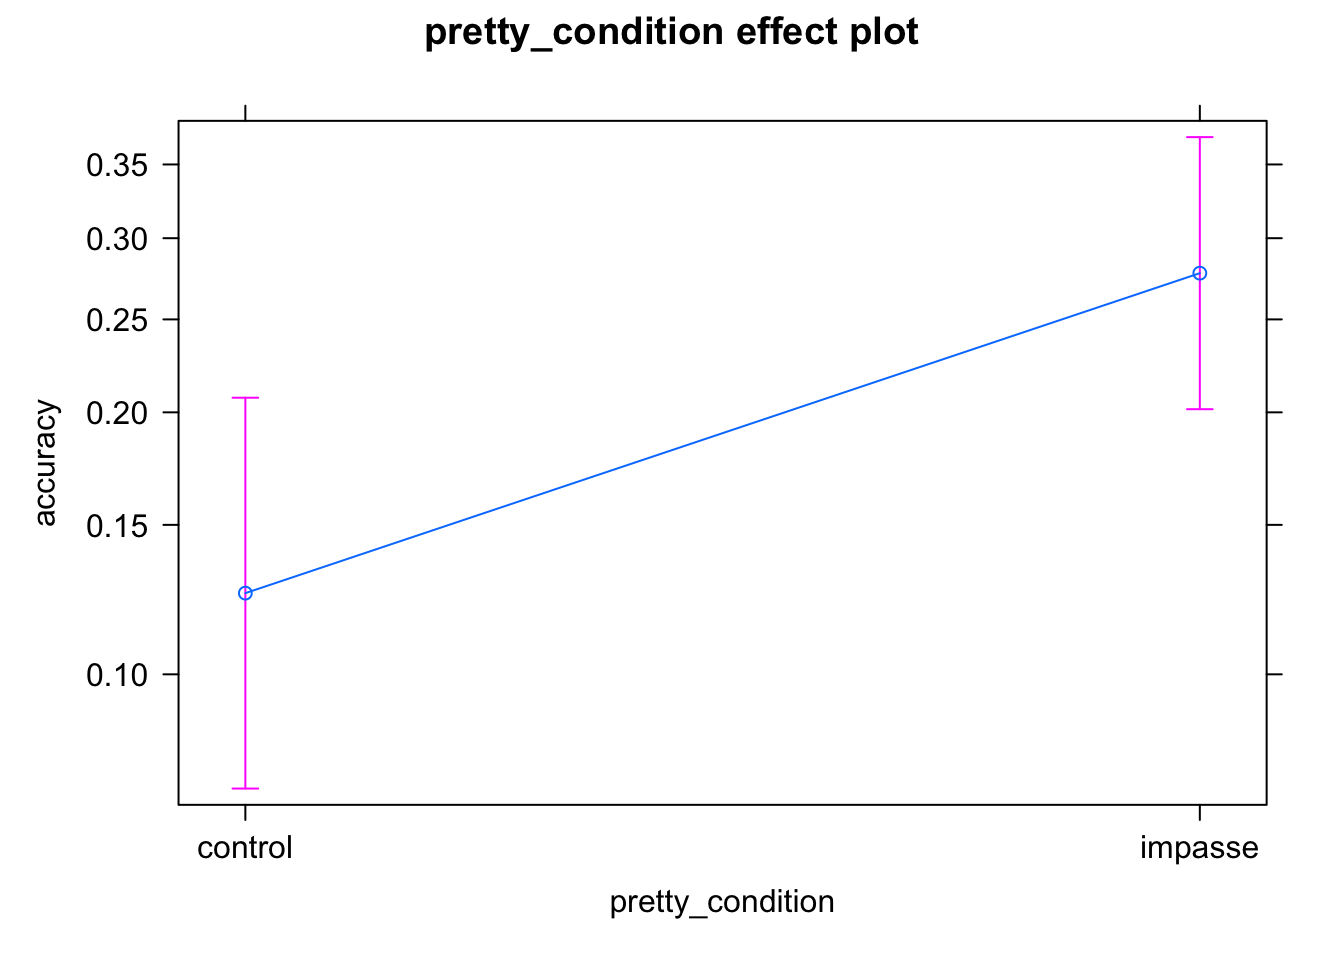 pretty_condition effect plot
0.35
0.30
0.25
0.20
0.15
0.10
accuracy
control
impasse
pretty_condition